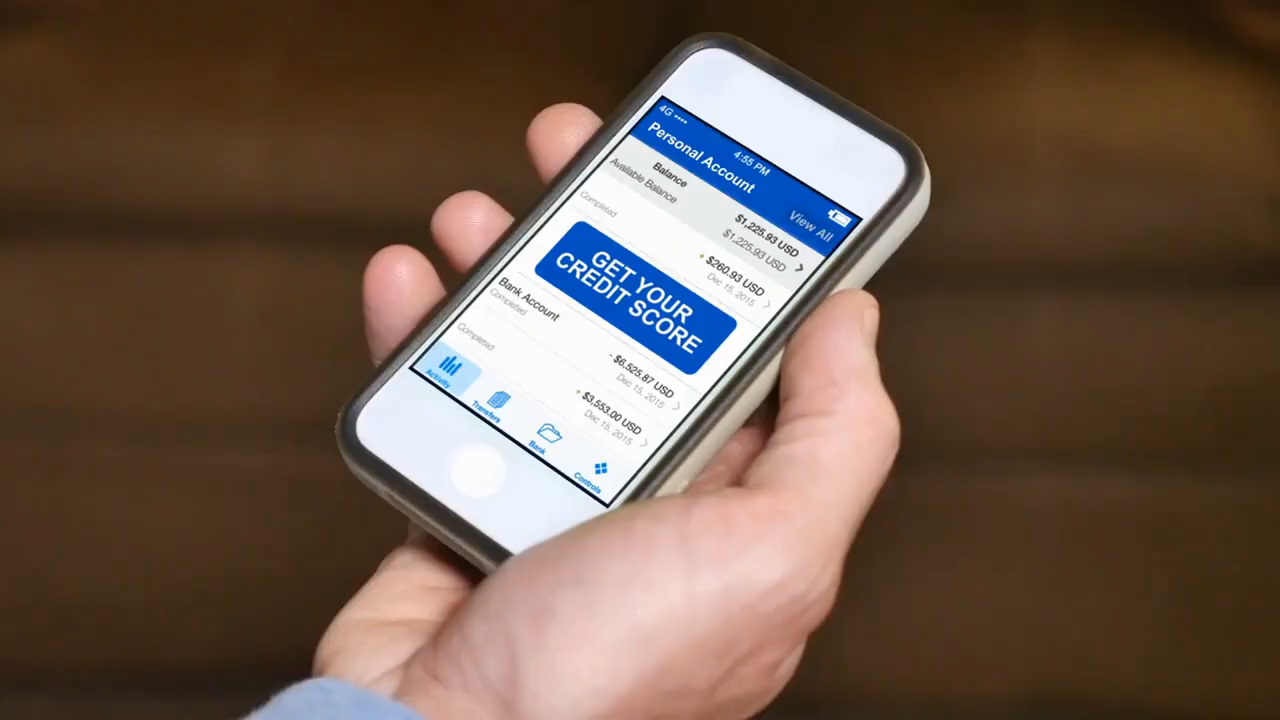 4G
4:55 PM
Personal Account
View All
Balance
$1,225.93 USD
Available Balance
$1,225.93 USD
Completed
+ $260.93 USD
Dec 15, 2015
GET YOUR
CREDIT SCORE
Bank Account
- $6,525.87 USD
Completed
Dec 15, 2015
Completed
+ $3,553.00 USD
Dec 15, 2015
Activity
Transfers
Bank
Controls